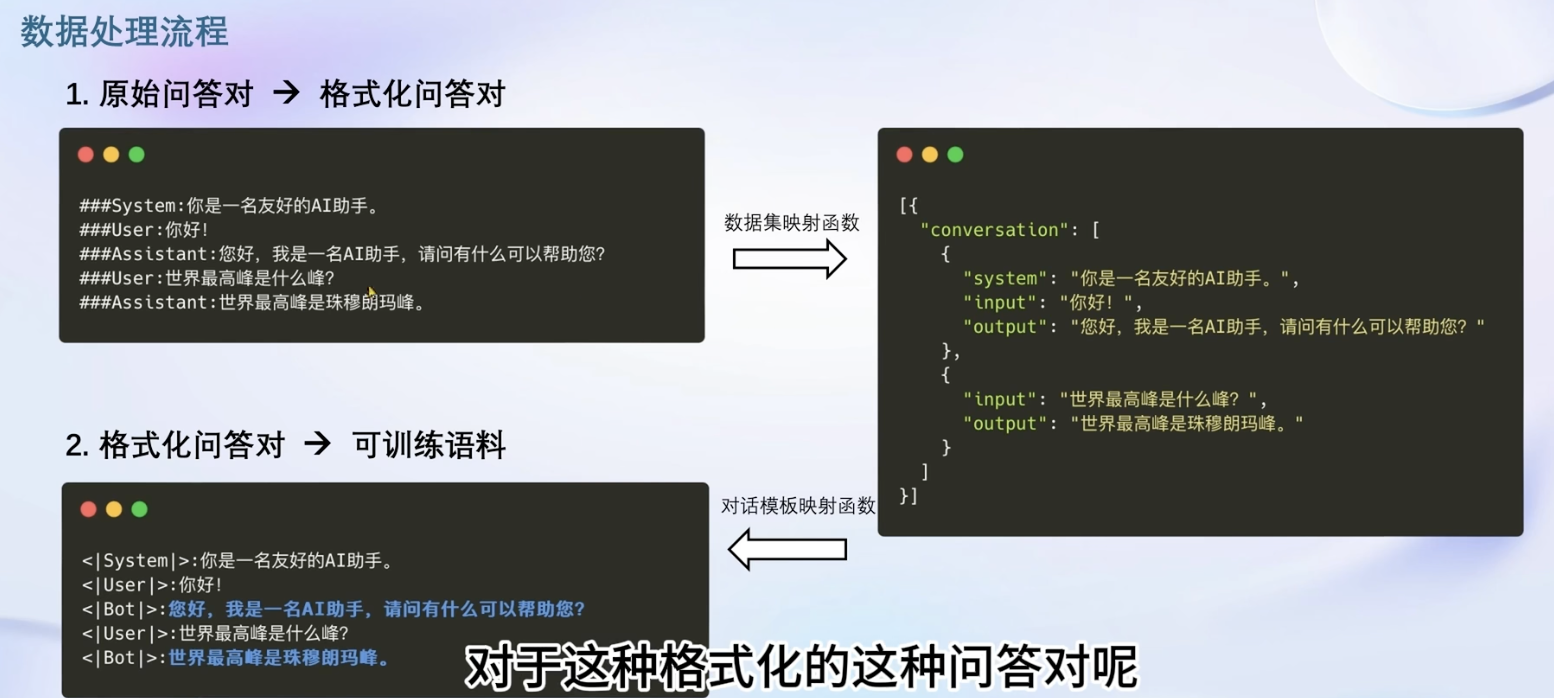 数据处理流程
1. 原始问答对 → 格式化问答对
###System:你是一名友好的AI助手。
###User:你好!
###Assistant:您好，我是一名AI助手，请问有什么可以帮助您?
###User:世界最高峰是什么峰?
###Assistant:世界最高峰是珠穆朗玛峰。
数据集映射函数
[{
"conversation": [
{
"system": "你是一名友好的AI助手。",
"input": "你好! ",
"output": "您好，我是一名AI助手，请问有什么可以帮助您? "
},
{
"input": "世界最高峰是什么峰? ",
"output": "世界最高峰是珠穆朗玛峰。"
}
]
}]
2. 格式化问答对 → 可训练语料
对话模板映射函数
<|System|>:你是一名友好的AI助手。
<|User|>:你好!
<|Bot|>:您好，我是一名AI助手，请问有什么可以帮助您?
<|User|>:世界最高峰是什么峰?
<|Bot|>:世界最高峰是珠穆朗玛峰。
对于这种格式化的这种问答对呢